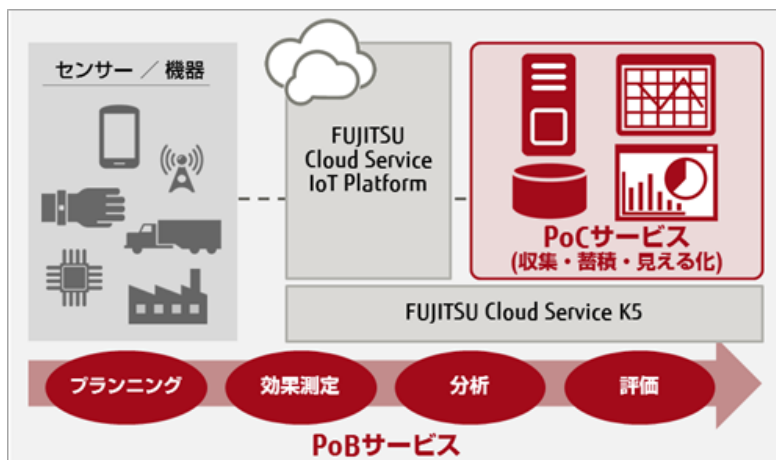 センサー ／ 機器
FUJITSU
Cloud Service
IoT Platform
PoCサービス
(収集・蓄積・見える化)
FUJITSU Cloud Service K5
プランニング
効果測定
分析
評価
PoBサービス